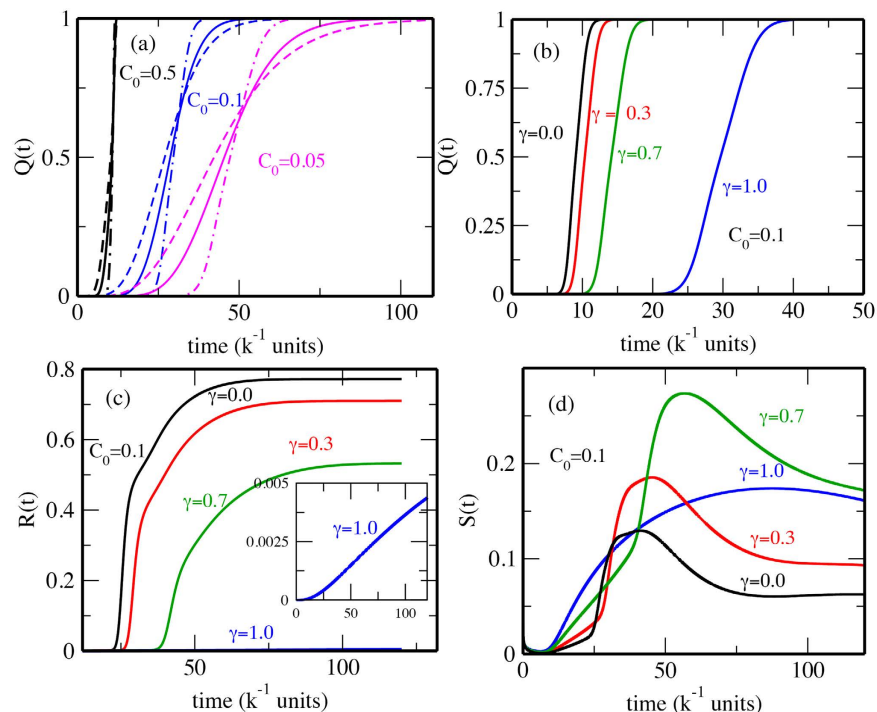 1
0.5
0
0
50
100
Q(t)
time (k⁻¹ units)
(a)
C₀=0.5
C₀=0.1
C₀=0.05
1
0.75
0.5
0.25
0
0
10
20
30
40
50
Q(t)
time (k⁻¹ units)
(b)
γ=0.0
γ = 0.3
γ=0.7
γ=1.0
C₀=0.1
0.8
0.6
0.4
0.2
0
50
100
R(t)
time (k⁻¹ units)
(c)
C₀=0.1
γ=0.0
γ=0.3
γ=0.7
γ=1.0
0.005
0.0025
0
0
50
100
γ=1.0
0.2
0.1
0
0
25
50
75
100
S(t)
time (k⁻¹ units)
(d)
C₀=0.1
γ=0.7
γ=1.0
γ=0.3
γ=0.0